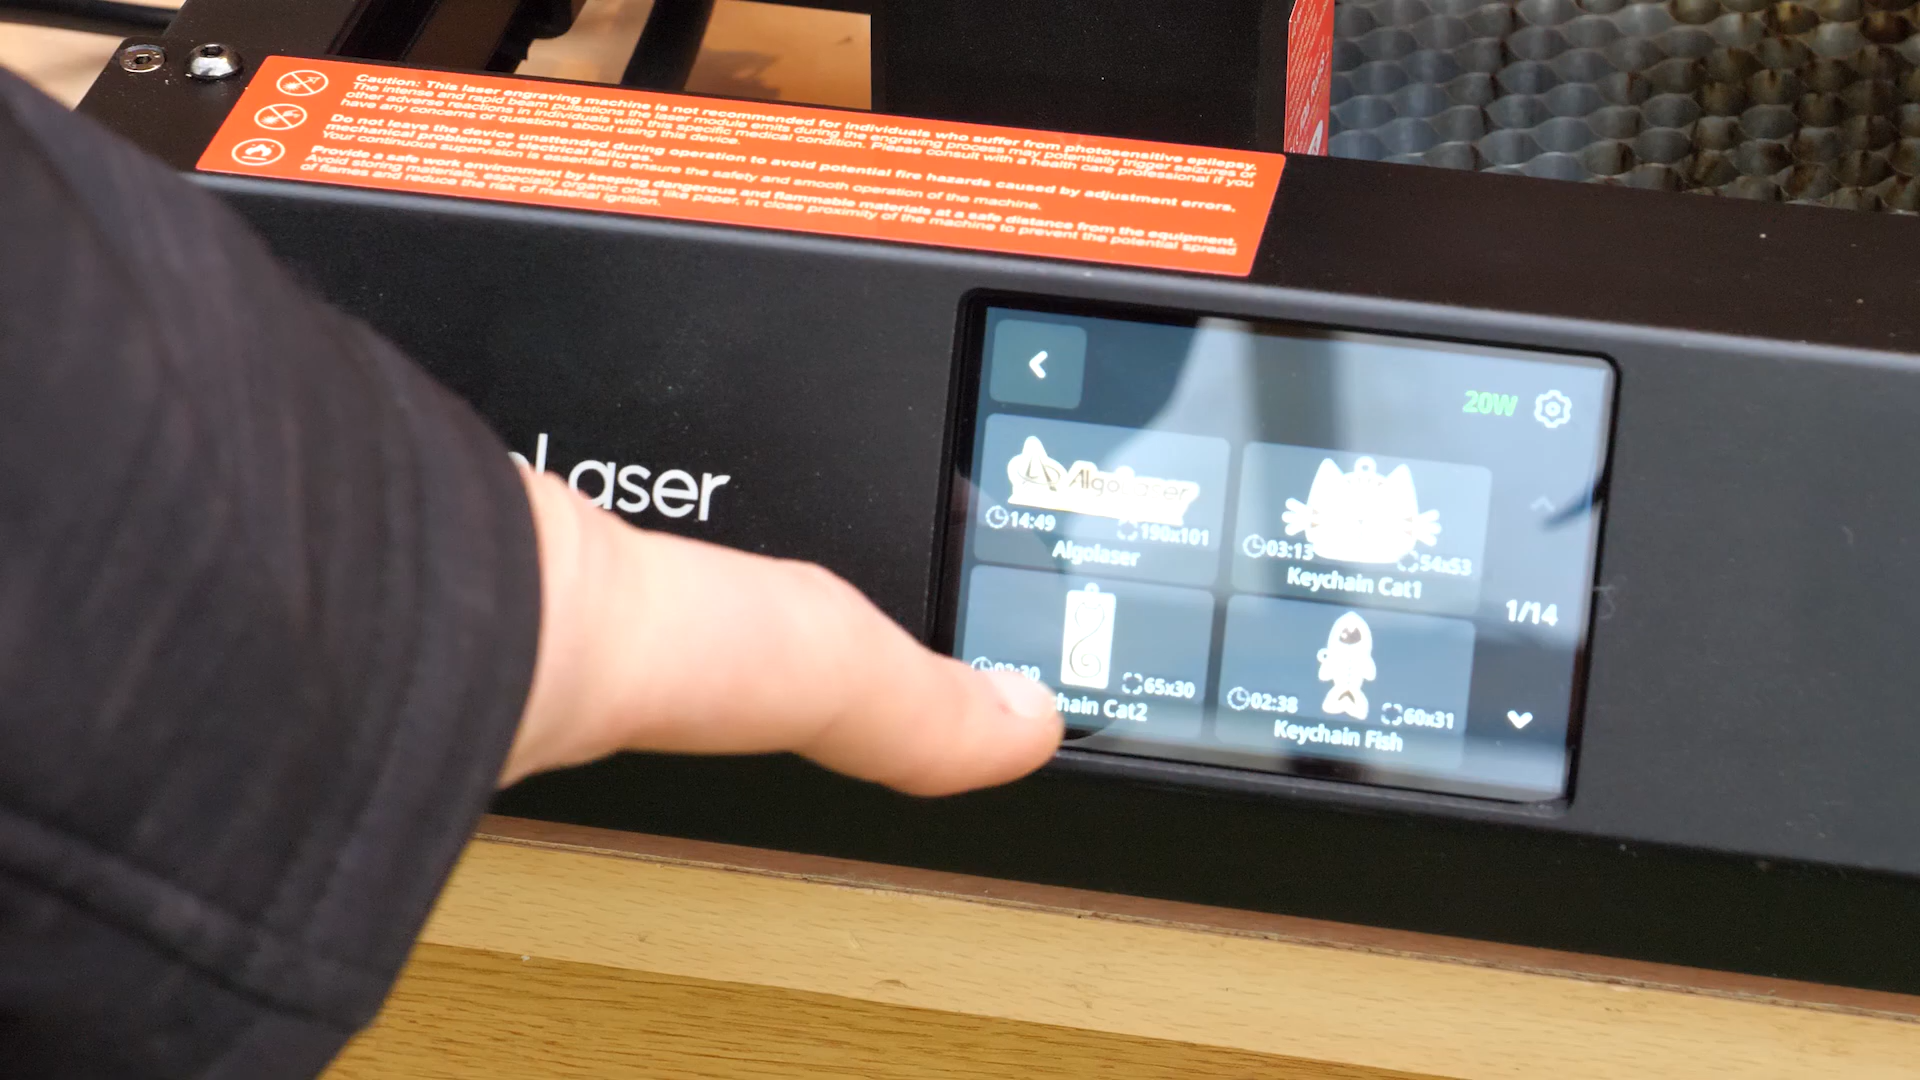 Caution: This laser engraving machine is not recommended for individuals who suffer from photosensitive epilepsy.
The intense and rapid beam pulsations the laser module emits during the engraving process may potentially trigger seizures or
other adverse reactions in individuals with this specific medical condition. Please consult with a health care professional if you
have any concerns or questions about using this device.
Do not leave the device unattended during operation to avoid potential fire hazards caused by adjustment errors,
mechanical problems or electrical failures.
Your continuous supervision is essential to ensure the safety and smooth operation of the machine.
Provide a safe work environment by keeping dangerous and flammable materials at a safe distance from the equipment.
Avoid storing materials, especially organic ones like paper, in close proximity of the machine to prevent the potential spread
of flames and reduce the risk of material ignition.
Laser
20W
AlgoLaser
14:49
190x101
Algolaser
03:13
54x53
Keychain Cat1
02:30
65x30
chain Cat2
02:38
60x31
Keychain Fish
1/14